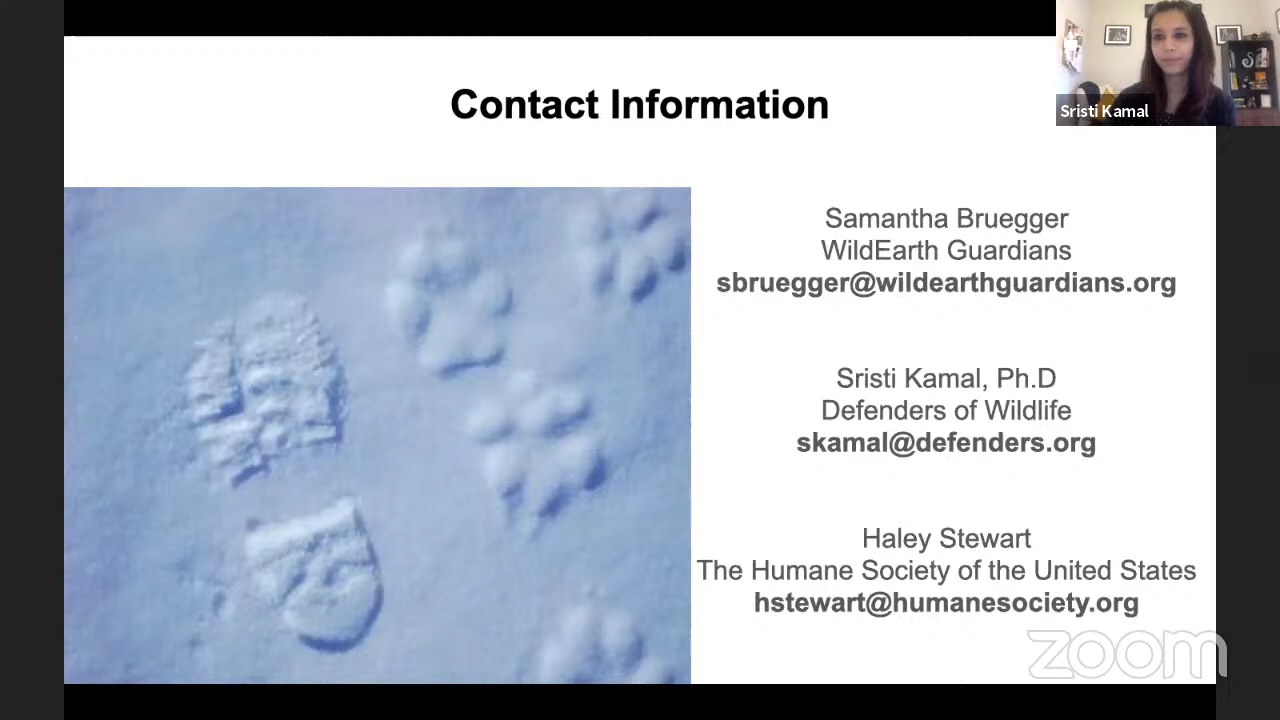 Contact Information
Sristi Kamal
Samantha Bruegger
WildEarth Guardians
sbruegger@wildearthguardians.org
Sristi Kamal, Ph.D
Defenders of Wildlife
skamal@defenders.org
Haley Stewart
The Humane Society of the United States
hstewart@humanesociety.org
zoom